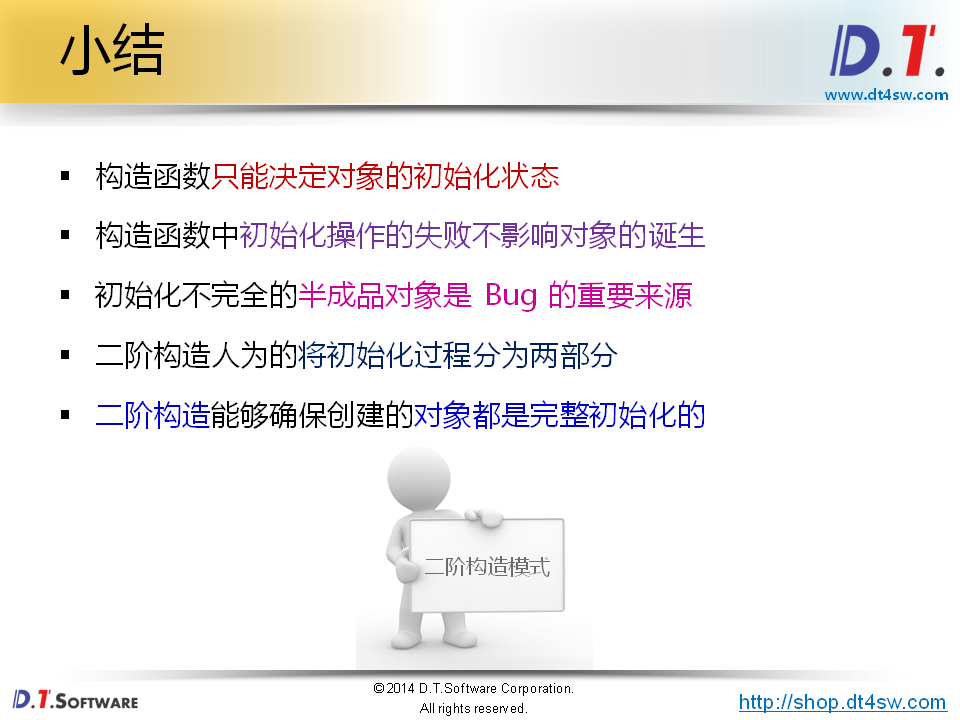 小结
D.T.
www.dt4sw.com
▪ 构造函数只能决定对象的初始化状态
▪ 构造函数中初始化操作的失败不影响对象的诞生
▪ 初始化不完全的半成品对象是 Bug 的重要来源
▪ 二阶构造人为的将初始化过程分为两部分
▪ 二阶构造能够确保创建的对象都是完整初始化的
二阶构造模式
D.T.SOFTWARE
©2014 D.T.Software Corporation.
All rights reserved.
http://shop.dt4sw.com